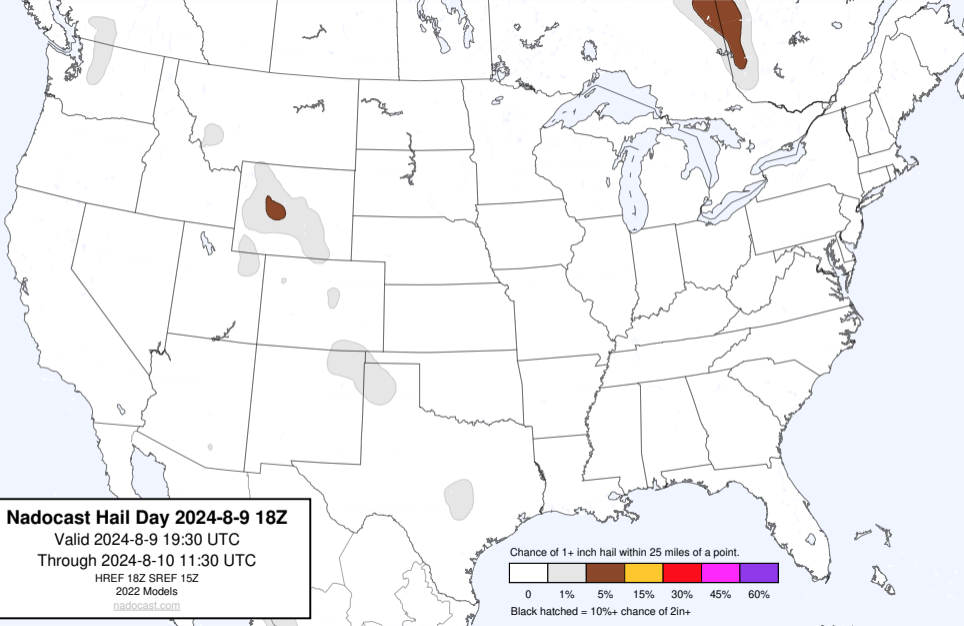 Nadocast Hail Day 2024-8-9 18Z
Valid 2024-8-9 19:30 UTC
Through 2024-8-10 11:30 UTC
HREF 18Z SREF 15Z
2022 Models
nadocast.com
Chance of 1+ inch hail within 25 miles of a point.
0 1% 5% 15% 30% 45% 60%
Black hatched = 10%+ chance of 2in+